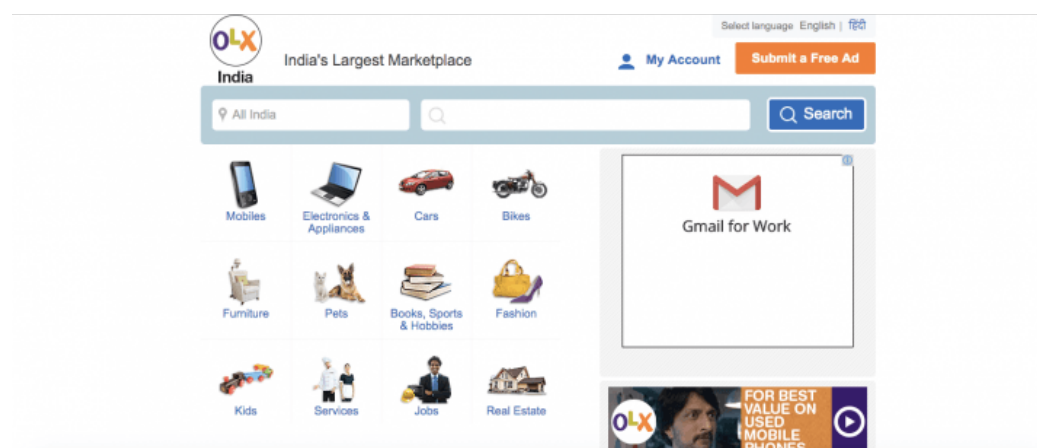 Select language English | हिंदी
OLX
India
India's Largest Marketplace
My Account
Submit a Free Ad
All India
Search
Mobiles
Electronics &
Appliances
Cars
Bikes
Furniture
Pets
Books, Sports
& Hobbies
Fashion
Kids
Services
Jobs
Real Estate
Gmail for Work
OLX
FOR BEST
VALUE ON
USED
MOBILE
PHONES